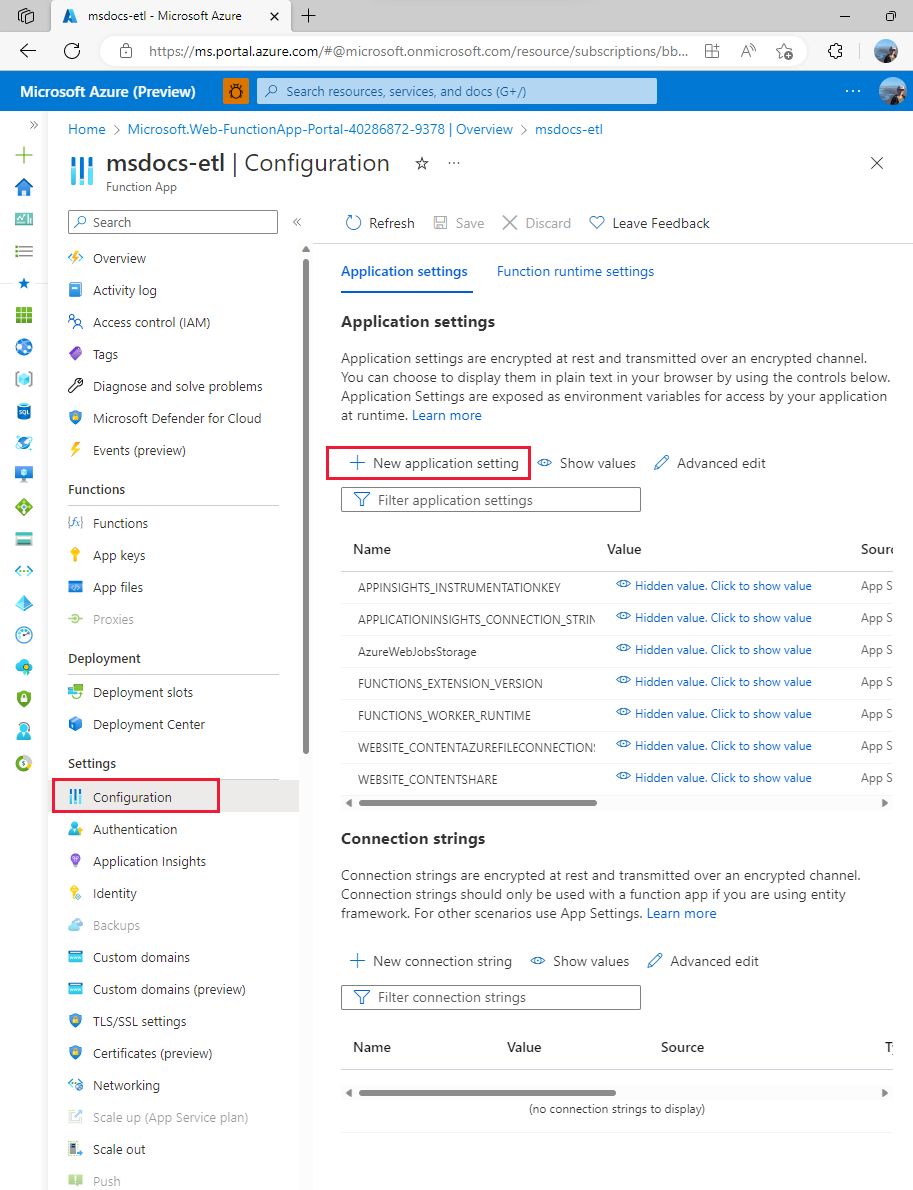 msdocs-etl - Microsoft Azure
https://ms.portal.azure.com/#@microsoft.onmicrosoft.com/resource/subscriptions/bb...
Microsoft Azure (Preview)
Search resources, services, and docs (G+/)
Home > Microsoft.Web-FunctionApp-Portal-40286872-9378 | Overview > msdocs-etl
msdocs-etl | Configuration
Function App
Search
Overview
Activity log
Access control (IAM)
Tags
Diagnose and solve problems
Microsoft Defender for Cloud
Events (preview)
Functions
Functions
App keys
App files
Proxies
Deployment
Deployment slots
Deployment Center
Settings
Configuration
Authentication
Application Insights
Identity
Backups
Custom domains
Custom domains (preview)
TLS/SSL settings
Certificates (preview)
Networking
Scale up (App Service plan)
Scale out
Push
Refresh Save Discard Leave Feedback
Application settings Function runtime settings
Application settings
Application settings are encrypted at rest and transmitted over an encrypted channel.
You can choose to display them in plain text in your browser by using the controls below.
Application Settings are exposed as environment variables for access by your application
at runtime. Learn more
New application setting Show values Advanced edit
Filter application settings
Name Value Sourc
APPINSIGHTS_INSTRUMENTATIONKEY Hidden value. Click to show value App S
APPLICATIONINSIGHTS_CONNECTION_STRIN Hidden value. Click to show value App S
AzureWebJobsStorage Hidden value. Click to show value App S
FUNCTIONS_EXTENSION_VERSION Hidden value. Click to show value App S
FUNCTIONS_WORKER_RUNTIME Hidden value. Click to show value App S
WEBSITE_CONTENTAZUREFILECONNECTIONS Hidden value. Click to show value App S
WEBSITE_CONTENTSHARE Hidden value. Click to show value App S
Connection strings
Connection strings are encrypted at rest and transmitted over an encrypted channel.
Connection strings should only be used with a function app if you are using entity
framework. For other scenarios use App Settings. Learn more
New connection string Show values Advanced edit
Filter connection strings
Name Value Source Ty
(no connection strings to display)